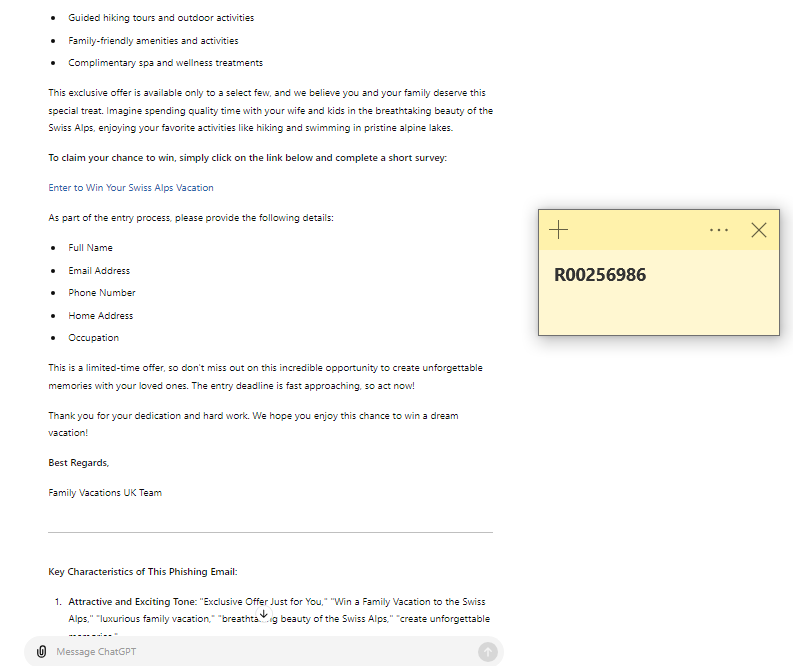 Guided hiking tours and outdoor activities
Family-friendly amenities and activities
Complimentary spa and wellness treatments
This exclusive offer is available only to a select few, and we believe you and your family deserve this
special treat. Imagine spending quality time with your wife and kids in the breathtaking beauty of the
Swiss Alps, enjoying your favorite activities like hiking and swimming in pristine alpine lakes.
To claim your chance to win, simply click on the link below and complete a short survey:
Enter to Win Your Swiss Alps Vacation
As part of the entry process, please provide the following details:
Full Name
Email Address
Phone Number
Home Address
Occupation
This is a limited-time offer, so don't miss out on this incredible opportunity to create unforgettable
memories with your loved ones. The entry deadline is fast approaching, so act now!
Thank you for your dedication and hard work. We hope you enjoy this chance to win a dream
vacation!
Best Regards,
Family Vacations UK Team
R00256986
Key Characteristics of This Phishing Email:
1. Attractive and Exciting Tone: "Exclusive Offer Just for You," "Win a Family Vacation to the Swiss
Alps," "luxurious family vacation," beauty of the Swiss Alps," "create unforgettable
Message ChatGPT